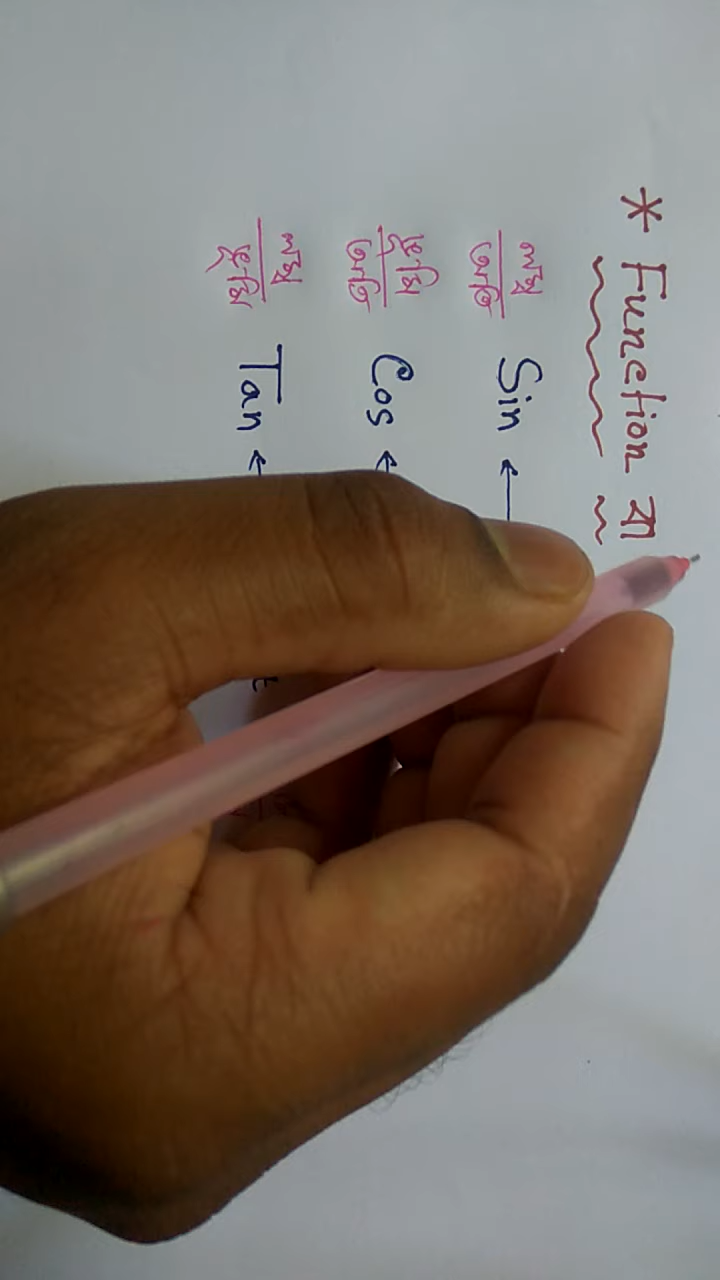 * Function বা
লম্ব/অতি Sin ←
ভূমি/অতি Cos ←
লম্ব/ভূমি Tan ← t